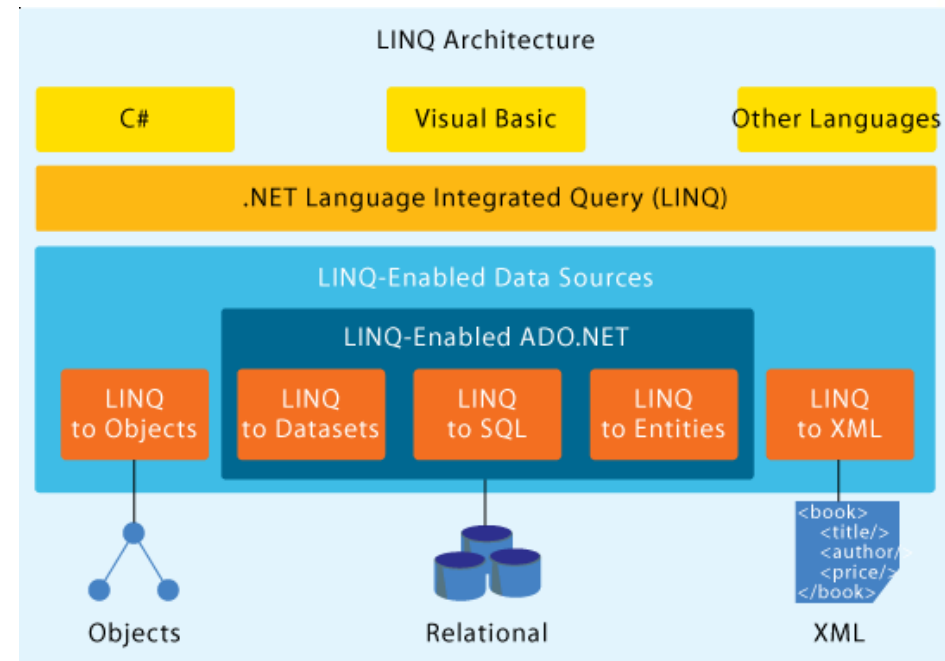 LINQ Architecture
C#
Visual Basic
Other Languages
.NET Language Integrated Query (LINQ)
LINQ-Enabled Data Sources
LINQ-Enabled ADO.NET
LINQ
to Objects
LINQ
to Datasets
LINQ
to SQL
LINQ
to Entities
LINQ
to XML
<book>
<title/>
<author/>
<price/>
</book>
Objects
Relational
XML